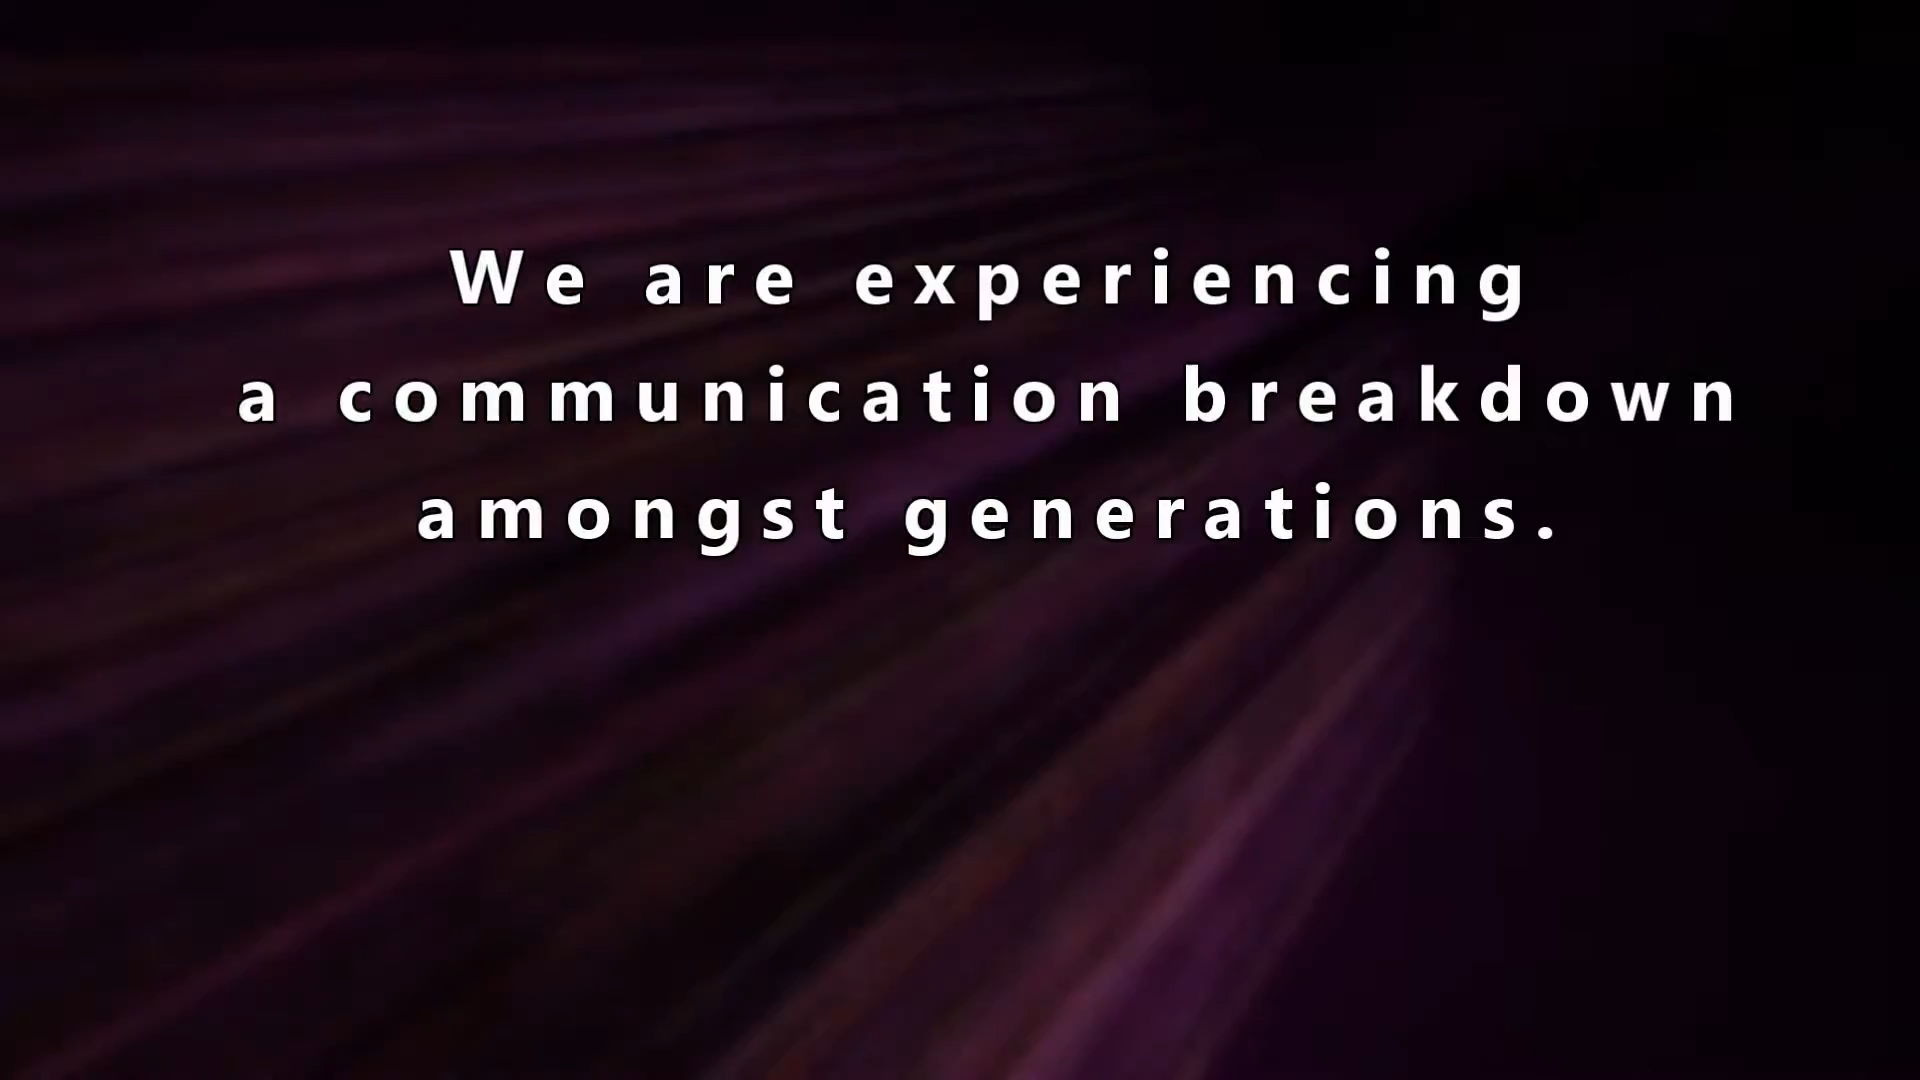 We are experiencing
a communication breakdown
amongst generations.